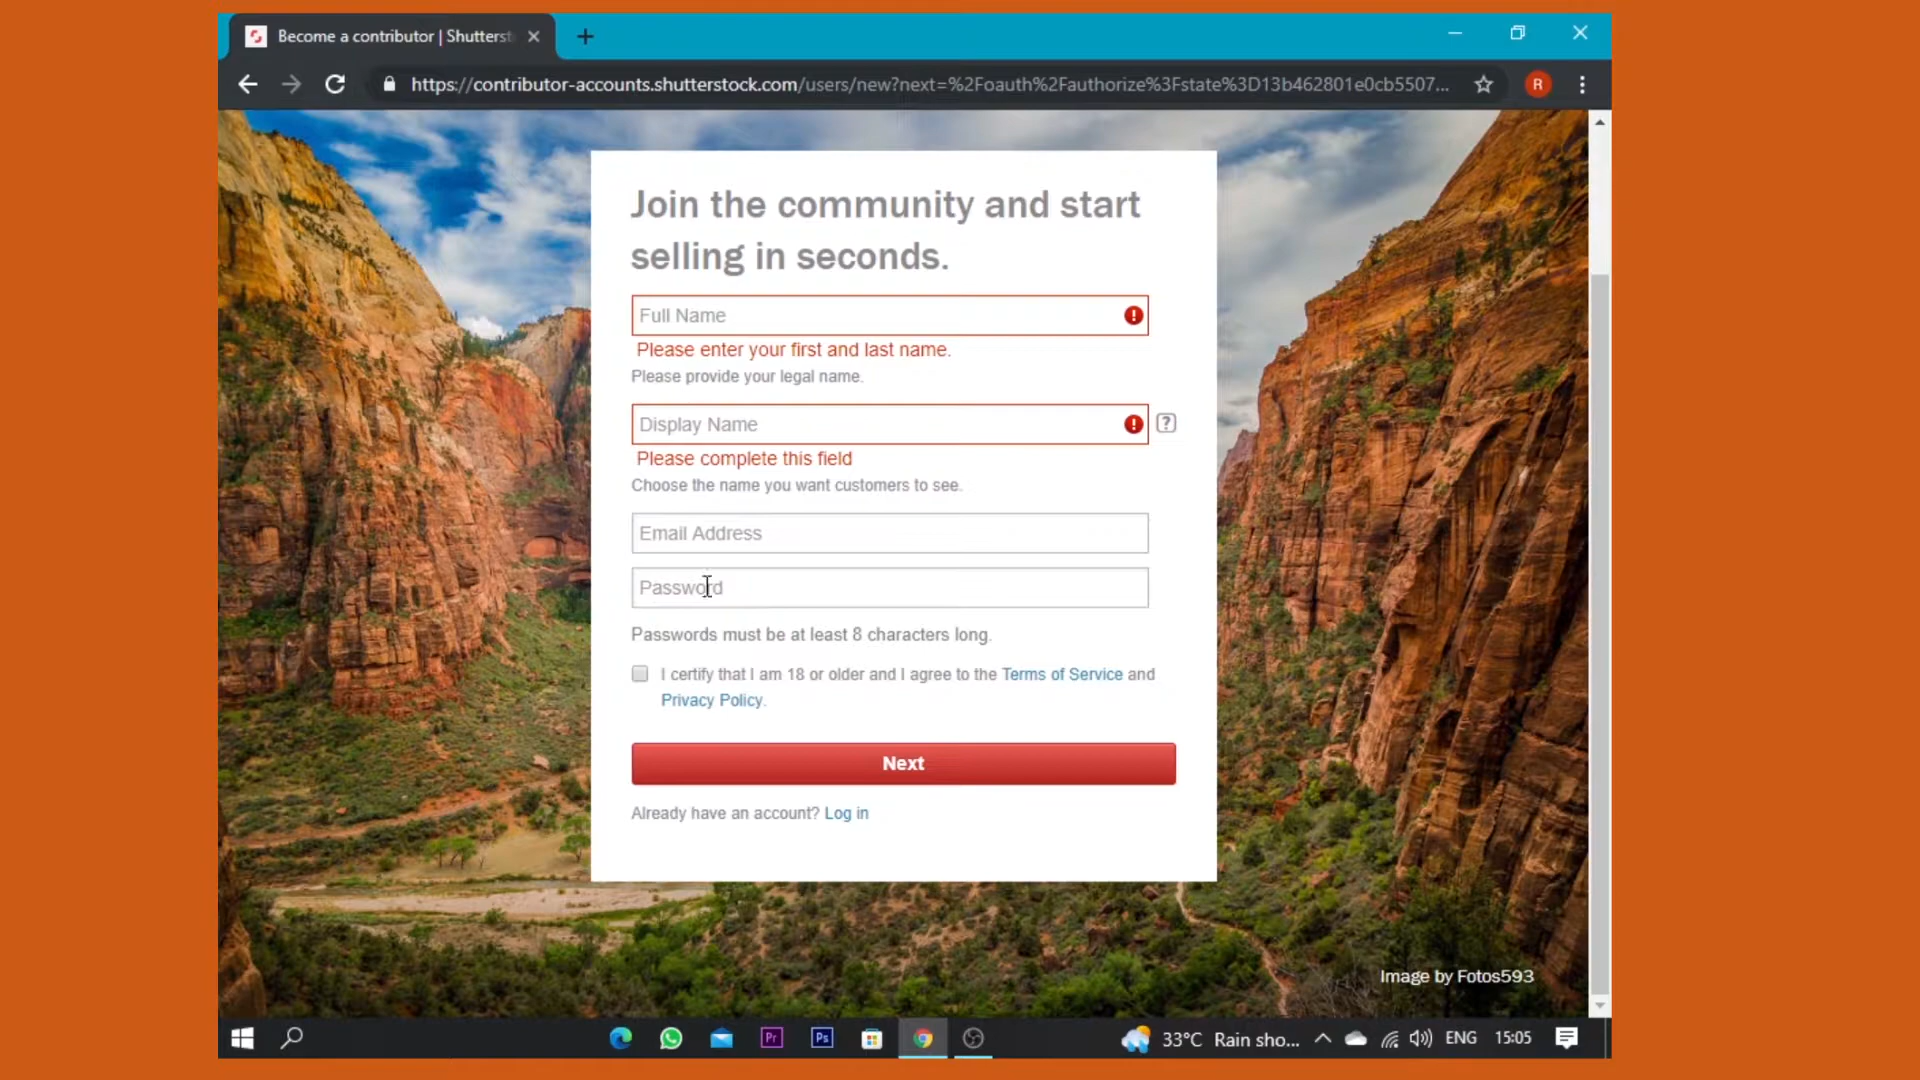 Become a contributor | Shutterst
https://contributor-accounts.shutterstock.com/users/new?next=%2Foauth%2Fauthorize%3Fstate%3D13b462801e0cb5507...
R
Join the community and start
selling in seconds.
Full Name
Please enter your first and last name.
Please provide your legal name.
Display Name
?
Please complete this field
Choose the name you want customers to see.
Email Address
Password
Passwords must be at least 8 characters long.
I certify that I am 18 or older and I agree to the Terms of Service and
Privacy Policy.
Next
Already have an account? Log in
Image by Fotos593
Pr
Ps
33°C Rain sho...
ENG
15:05